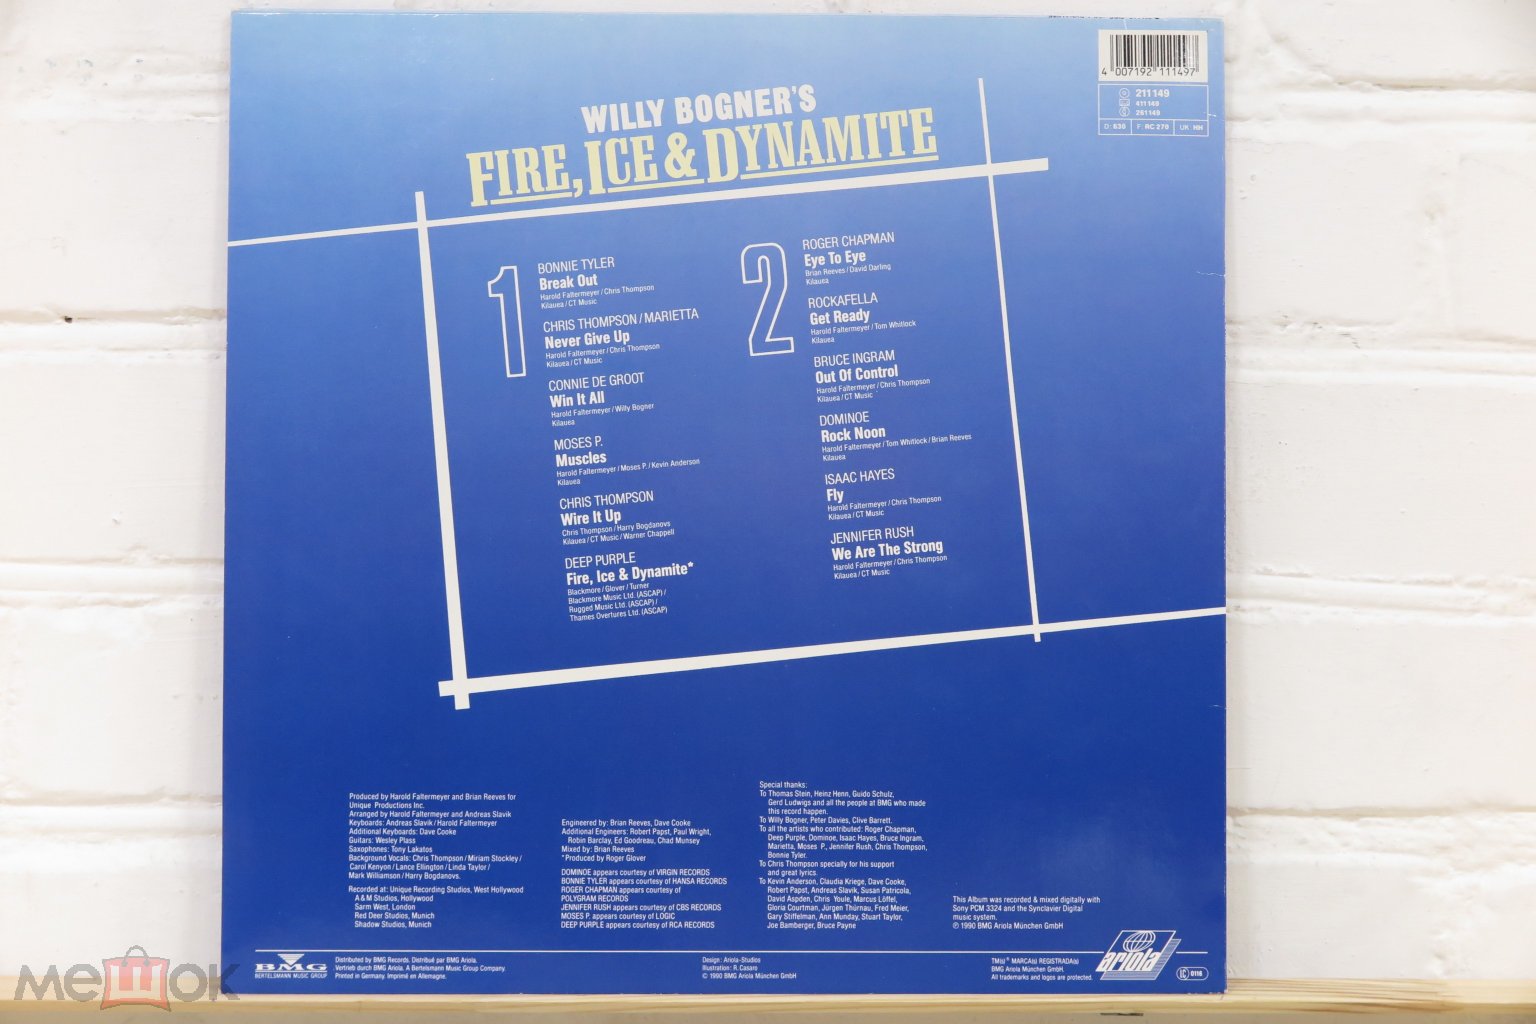 4 007192 111497
211149
411149
261149
D: 630 F: RC 270 UK: HH
WILLY BOGNER'S
FIRE, ICE & DYNAMITE
1
BONNIE TYLER
Break Out
Harold Faltermeyer / Chris Thompson
Kilauea / CT Music
CHRIS THOMPSON / MARIETTA
Never Give Up
Harold Faltermeyer / Chris Thompson
Kilauea / CT Music
CONNIE DE GROOT
Win It All
Harold Faltermeyer / Willy Bogner
Kilauea
MOSES P.
Muscles
Harold Faltermeyer / Moses P. / Kevin Anderson
Kilauea
CHRIS THOMPSON
Wire It Up
Chris Thompson / Harry Bogdanovs
Kilauea / CT Music / Warner Chappell
DEEP PURPLE
Fire, Ice & Dynamite*
Blackmore / Glover / Turner
Blackmore Music Ltd. (ASCAP) /
Rugged Music Ltd. (ASCAP) /
Thames Overtures Ltd. (ASCAP)
2
ROGER CHAPMAN
Eye To Eye
Brian Reeves / David Darling
Kilauea
ROCKAFELLA
Get Ready
Harold Faltermeyer / Tom Whitlock
Kilauea
BRUCE INGRAM
Out Of Control
Harold Faltermeyer / Chris Thompson
Kilauea / CT Music
DOMINOE
Rock Noon
Harold Faltermeyer / Tom Whitlock / Brian Reeves
Kilauea
ISAAC HAYES
Fly
Harold Faltermeyer / Chris Thompson
Kilauea / CT Music
JENNIFER RUSH
We Are The Strong
Harold Faltermeyer / Chris Thompson
Kilauea / CT Music
Produced by Harold Faltermeyer and Brian Reeves for
Unique Productions Inc.
Arranged by Harold Faltermeyer and Andreas Slavik
Keyboards: Andreas Slavik / Harold Faltermeyer
Additional Keyboards: Dave Cooke
Guitars: Wesley Plass
Saxophones: Tony Lakatos
Background Vocals: Chris Thompson / Miriam Stockley /
Carol Kenyon / Lance Ellington / Linda Taylor /
Mark Williamson / Harry Bogdanovs.
Recorded at: Unique Recording Studios, West Hollywood
A & M Studios, Hollywood
Sarm West, London
Red Deer Studios, Munich
Shadow Studios, Munich
Engineered by: Brian Reeves, Dave Cooke
Additional Engineers: Robert Papst, Paul Wright,
Robin Barclay, Ed Goodreau, Chad Munsey
Mixed by: Brian Reeves
*Produced by Roger Glover
DOMINOE appears courtesy of VIRGIN RECORDS
BONNIE TYLER appears courtesy of HANSA RECORDS
ROGER CHAPMAN appears courtesy of
POLYGRAM RECORDS
JENNIFER RUSH appears courtesy of CBS RECORDS
MOSES P. appears courtesy of LOGIC
DEEP PURPLE appears courtesy of RCA RECORDS
Special thanks:
To Thomas Stein, Heinz Henn, Guido Schulz,
Gerd Ludwigs and all the people at BMG who made
this record happen.
To Willy Bogner, Peter Davies, Clive Barrett.
To all the artists who contributed: Roger Chapman,
Deep Purple, Dominoe, Isaac Hayes, Bruce Ingram,
Marietta, Moses P., Jennifer Rush, Chris Thompson,
Bonnie Tyler.
To Chris Thompson specially for his support
and great lyrics.
To Kevin Anderson, Claudia Kriege, Dave Cooke,
Robert Papst, Andreas Slavik, Susan Patricola,
David Aspden, Chris Youle, Marcus Löffel,
Gloria Courtman, Jürgen Thürnau, Fred Meier,
Gary Stiffelman, Ann Munday, Stuart Taylor,
Joe Bamberger, Bruce Payne
This Album was recorded & mixed digitally with
Sony PCM 3324 and the Synclavier Digital
music system.
℗ 1990 BMG Ariola München GmbH
BMG
BERTELSMANN MUSIC GROUP
Distributed by BMG Records. Distribué par BMG Ariola.
Vertrieb durch BMG Ariola. A Bertelsmann Music Group Company.
Printed in Germany. Imprimé en Allemagne.
Design: Ariola-Studios
Illustration: R. Casaro
© 1990 BMG Ariola München GmbH
TM(s)® MARCA(s) REGISTRADA(s)
BMG Ariola München GmbH.
All trademarks and logos are protected.
ariola
LC 0116
мешок